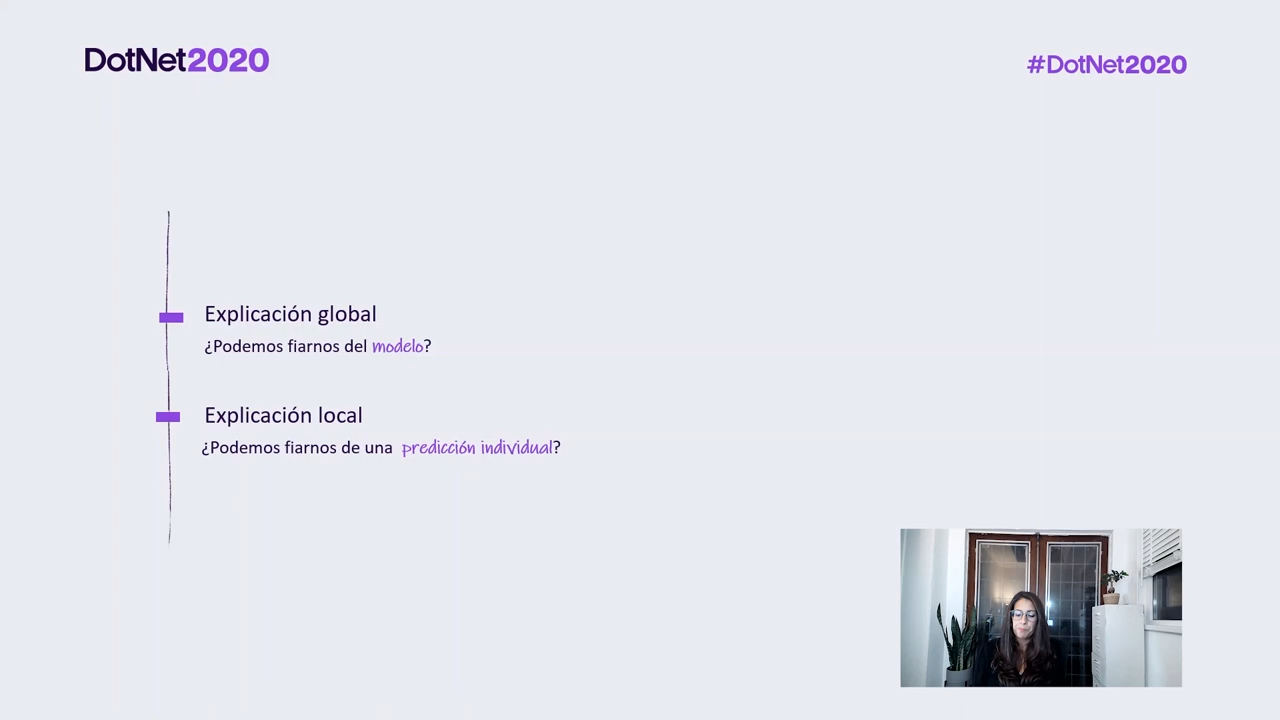 DotNet2020
#DotNet2020
Explicación global
¿Podemos fiarnos del modelo?
Explicación local
¿Podemos fiarnos de una predicción individual?